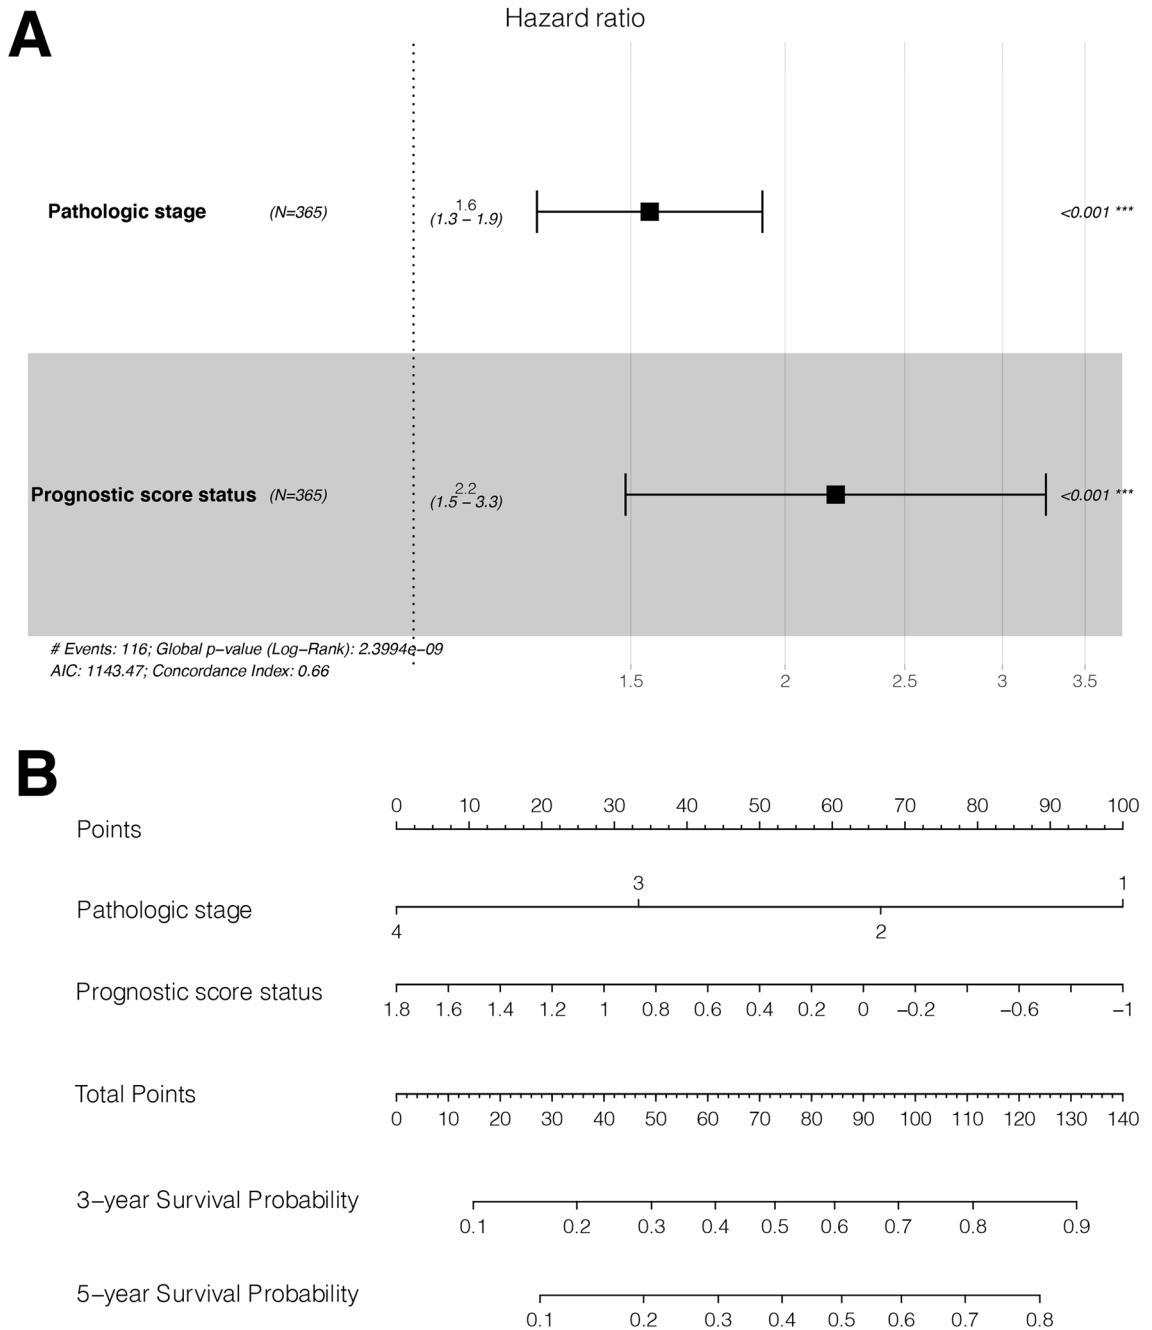 A
Hazard ratio
Pathologic stage (N=365) 1.6 <0.001 ***
(1.3 − 1.9)
Prognostic score status (N=365) 2.2 <0.001 ***
(1.5 − 3.3)
# Events: 116; Global p−value (Log−Rank): 2.3994e−09
AIC: 1143.47; Concordance Index: 0.66
1.5 2 2.5 3 3.5
B
0 10 20 30 40 50 60 70 80 90 100
Points
3 1
Pathologic stage
4 2
Prognostic score status
1.8 1.6 1.4 1.2 1 0.8 0.6 0.4 0.2 0 −0.2 −0.6 −1
Total Points
0 10 20 30 40 50 60 70 80 90 100 110 120 130 140
3−year Survival Probability
0.1 0.2 0.3 0.4 0.5 0.6 0.7 0.8 0.9
5−year Survival Probability
0.1 0.2 0.3 0.4 0.5 0.6 0.7 0.8